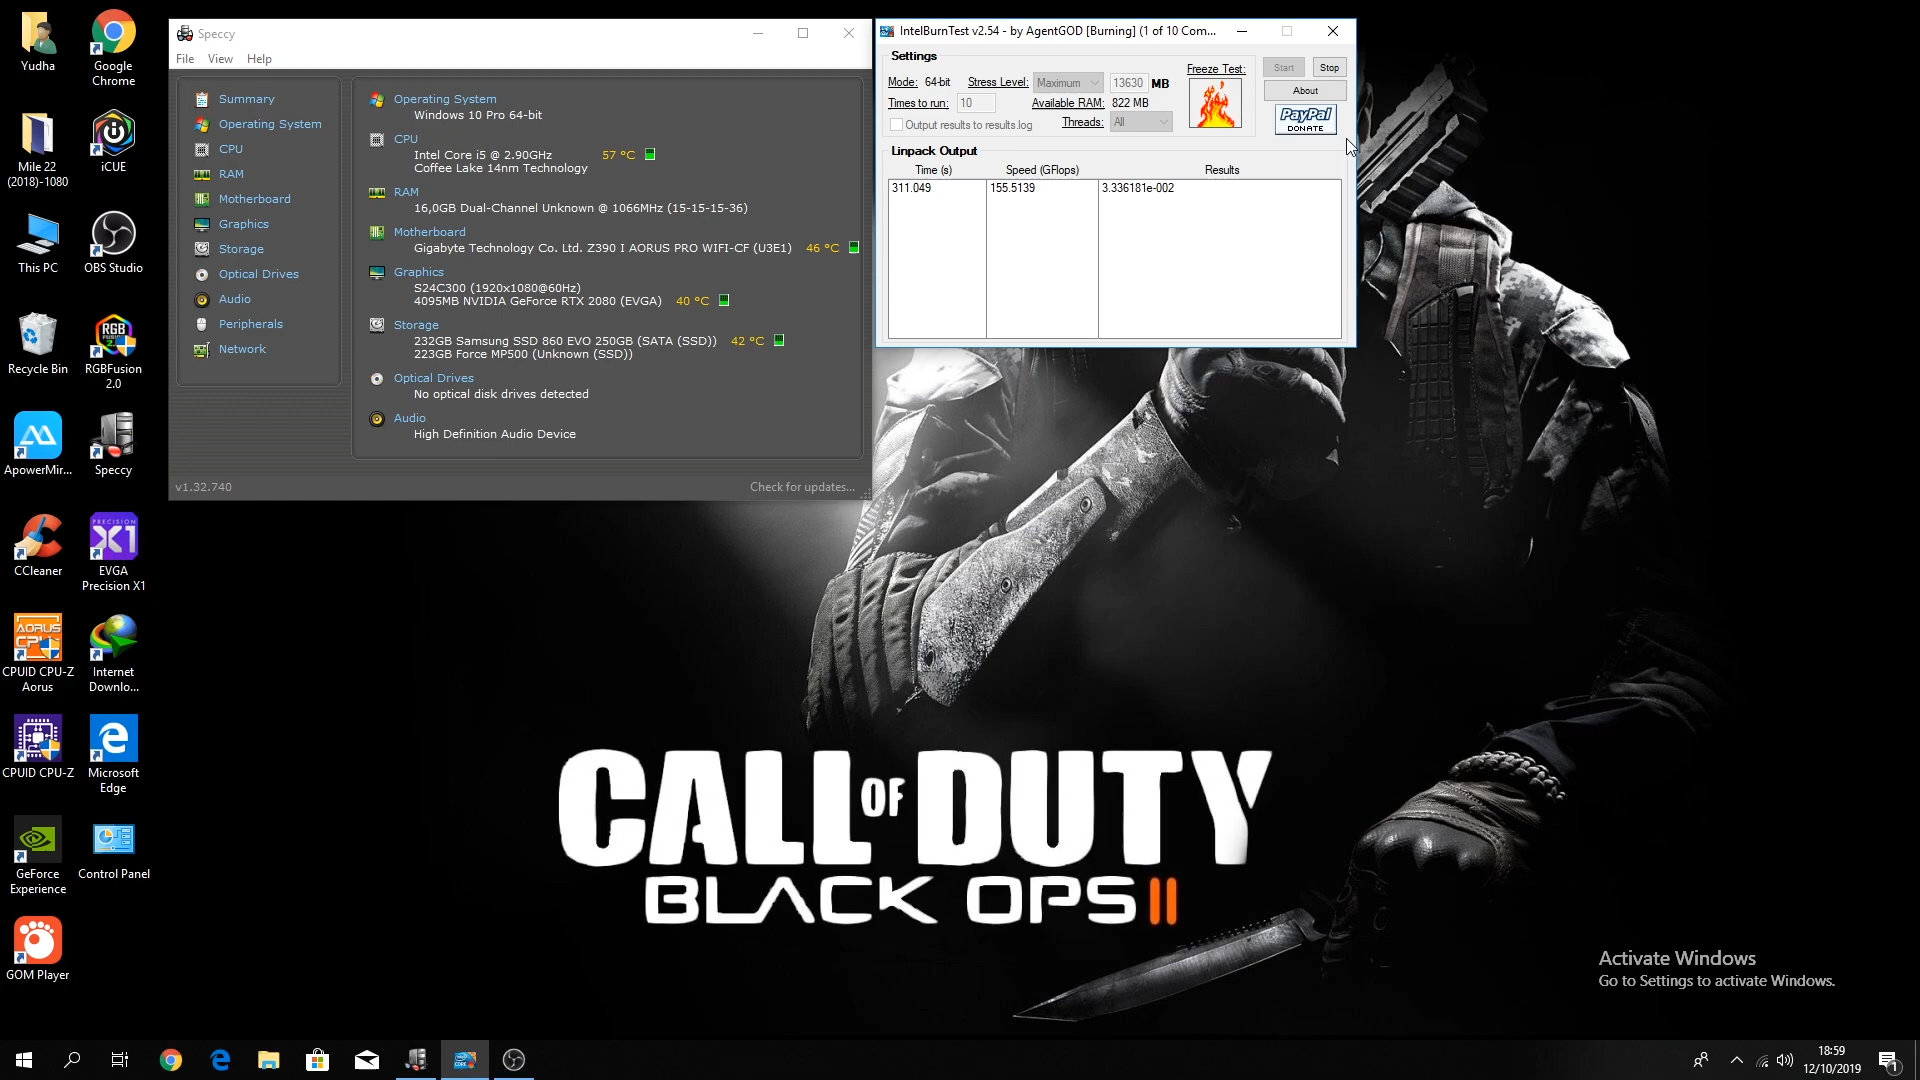 Yudha
Google
Chrome
Mile 22
(2018)-1080
iCUE
This PC
OBS Studio
Recycle Bin
RGB
RGBFusion
2.0
ApowerMir...
Speccy
CCleaner
PRECISION
X1
EVGA
Precision X1
AORUS
CPUID CPU-Z
Aorus
Internet
Downlo...
CPUID CPU-Z
Microsoft
Edge
GeForce
Experience
Control Panel
GOM Player
Speccy
File View Help
Summary
Operating System
CPU
RAM
Motherboard
Graphics
Storage
Optical Drives
Audio
Peripherals
Network
Operating System
Windows 10 Pro 64-bit
CPU
Intel Core i5 @ 2.90GHz 57 °C
Coffee Lake 14nm Technology
RAM
16,0GB Dual-Channel Unknown @ 1066MHz (15-15-15-36)
Motherboard
Gigabyte Technology Co. Ltd. Z390 I AORUS PRO WIFI-CF (U3E1) 46 °C
Graphics
S24C300 (1920x1080@60Hz)
4095MB NVIDIA GeForce RTX 2080 (EVGA) 40 °C
Storage
232GB Samsung SSD 860 EVO 250GB (SATA (SSD)) 42 °C
223GB Force MP500 (Unknown (SSD))
Optical Drives
No optical disk drives detected
Audio
High Definition Audio Device
v1.32.740 Check for updates...
IntelBurnTest v2.54 - by AgentGOD [Burning] (1 of 10 Com...
Settings
Mode: 64-bit Stress Level: Maximum 13630 MB
Times to run: 10 Available RAM: 822 MB
Output results to results.log Threads: All
Freeze Test:
Start Stop
About
PayPal
DONATE
Linpack Output
Time (s) Speed (GFlops) Results
311.049 155.5139 3.336181e-002
CALL OF DUTY
BLACK OPS II
Activate Windows
Go to Settings to activate Windows.
18:59
12/10/2019
1